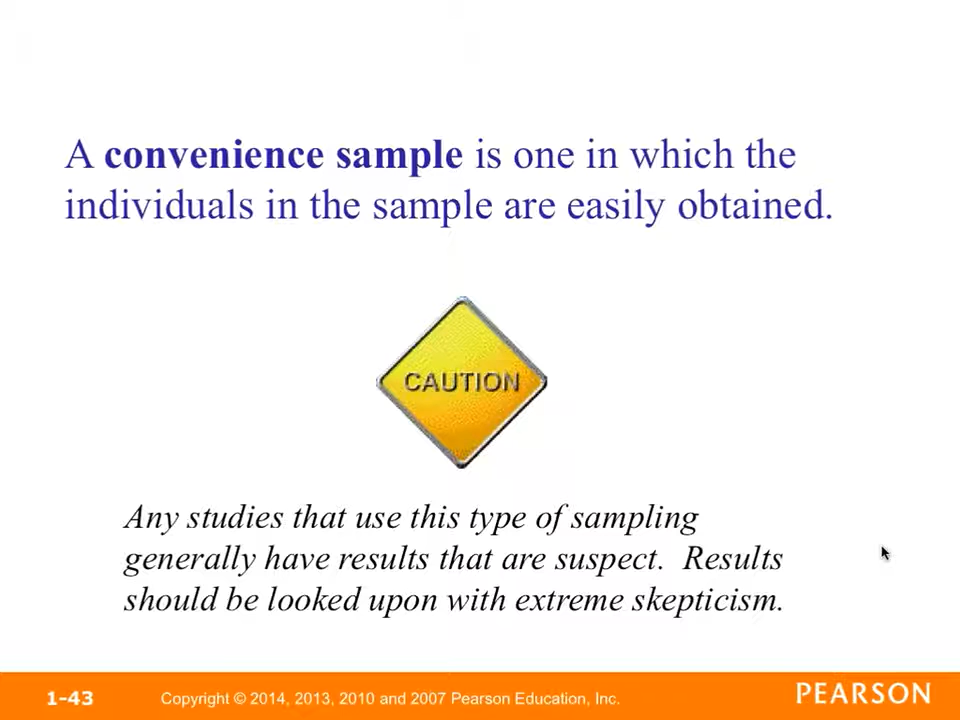 A convenience sample is one in which the
individuals in the sample are easily obtained.
CAUTION
Any studies that use this type of sampling
generally have results that are suspect.  Results
should be looked upon with extreme skepticism.
1-43
Copyright © 2014, 2013, 2010 and 2007 Pearson Education, Inc.
PEARSON